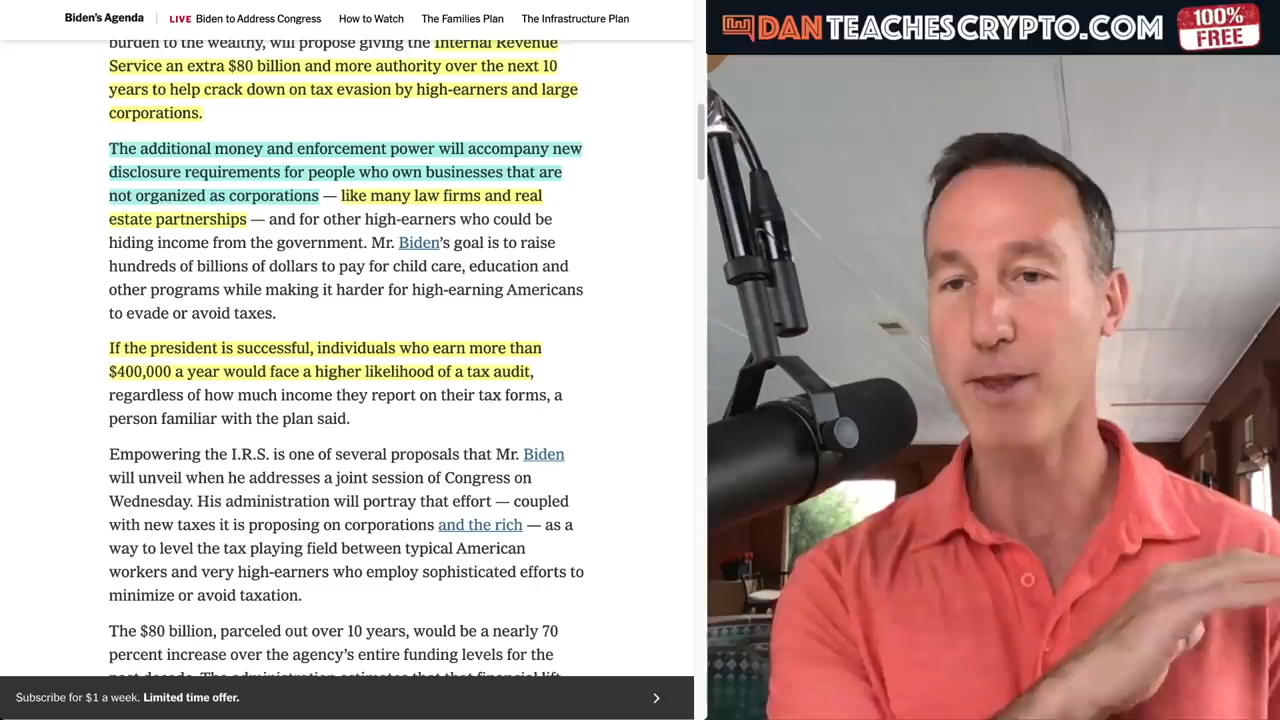 Biden's Agenda
LIVE Biden to Address Congress
How to Watch
The Families Plan
The Infrastructure Plan
burden to the wealthy, will propose giving the Internal Revenue
Service an extra $80 billion and more authority over the next 10
years to help crack down on tax evasion by high-earners and large
corporations.
The additional money and enforcement power will accompany new
disclosure requirements for people who own businesses that are
not organized as corporations — like many law firms and real
estate partnerships — and for other high-earners who could be
hiding income from the government. Mr. Biden's goal is to raise
hundreds of billions of dollars to pay for child care, education and
other programs while making it harder for high-earning Americans
to evade or avoid taxes.
If the president is successful, individuals who earn more than
$400,000 a year would face a higher likelihood of a tax audit,
regardless of how much income they report on their tax forms, a
person familiar with the plan said.
Empowering the I.R.S. is one of several proposals that Mr. Biden
will unveil when he addresses a joint session of Congress on
Wednesday. His administration will portray that effort — coupled
with new taxes it is proposing on corporations and the rich — as a
way to level the tax playing field between typical American
workers and very high-earners who employ sophisticated efforts to
minimize or avoid taxation.
The $80 billion, parceled out over 10 years, would be a nearly 70
percent increase over the agency's entire funding levels for the
past decade. The administration estimates that that financial lift
Subscribe for $1 a week. Limited time offer.
DANTEACHESCRYPTO.COM
100%
FREE